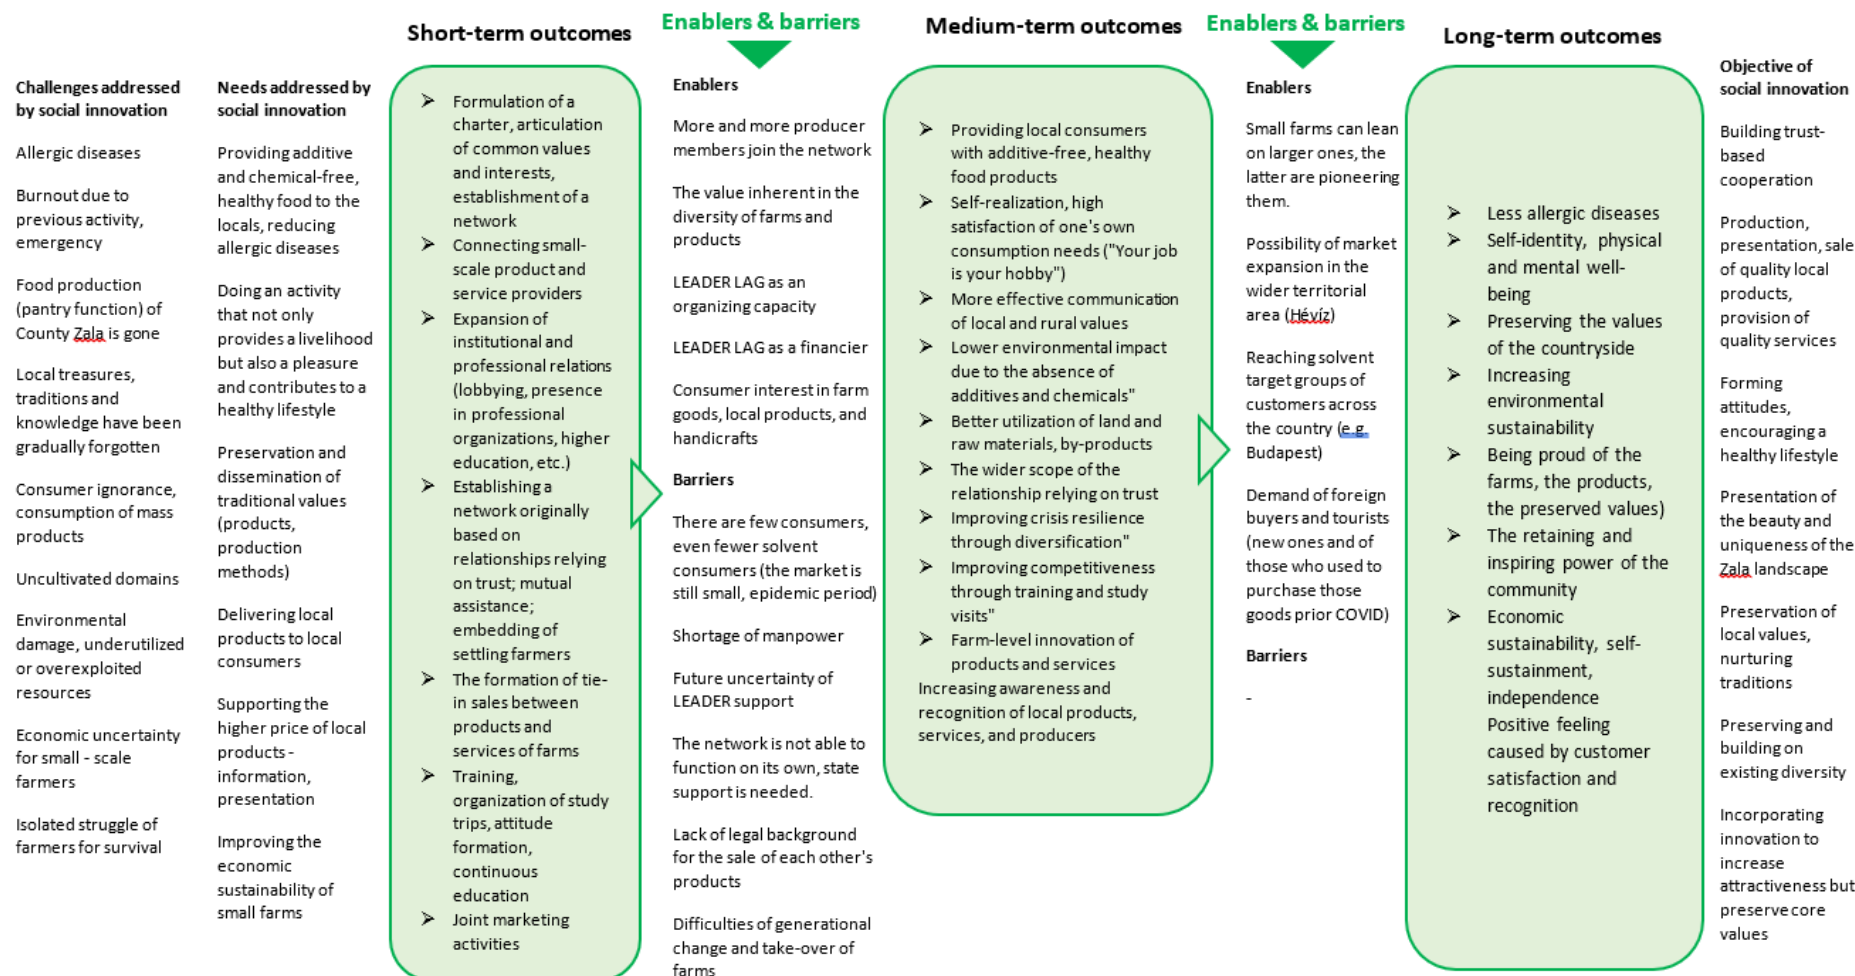 Short-term outcomes
Enablers & barriers
Medium-term outcomes
Enablers & barriers
Long-term outcomes
Challenges addressed
by social innovation
Allergic diseases
Burnout due to
previous activity,
emergency
Food production
(pantry function) of
County Zala is gone
Local treasures,
traditions and
knowledge have been
gradually forgotten
Consumer ignorance,
consumption of mass
products
Uncultivated domains
Environmental
damage, underutilized
or overexploited
resources
Economic uncertainty
for small - scale
farmers
Isolated struggle of
farmers for survival
Needs addressed by
social innovation
Providing additive
and chemical-free,
healthy food to the
locals, reducing
allergic diseases
Doing an activity
that not only
provides a livelihood
but also a pleasure
and contributes to a
healthy lifestyle
Preservation and
dissemination of
traditional values
(products,
production
methods)
Delivering local
products to local
consumers
Supporting the
higher price of local
products -
information,
presentation
Improving the
economic
sustainability of
small farms
➢ Formulation of a
charter, articulation
of common values
and interests,
establishment of a
network
➢ Connecting small-
scale product and
service providers
➢ Expansion of
institutional and
professional relations
(lobbying, presence
in professional
organizations, higher
education, etc.)
➢ Establishing a
network originally
based on
relationships relying
on trust; mutual
assistance;
embedding of
settling farmers
➢ The formation of tie-
in sales between
products and
services of farms
➢ Training,
organization of study
trips, attitude
formation,
continuous
education
➢ Joint marketing
activities
Enablers
More and more producer
members join the network
The value inherent in the
diversity of farms and
products
LEADER LAG as an
organizing capacity
LEADER LAG as a financier
Consumer interest in farm
goods, local products, and
handicrafts
Barriers
There are few consumers,
even fewer solvent
consumers (the market is
still small, epidemic period)
Shortage of manpower
Future uncertainty of
LEADER support
The network is not able to
function on its own, state
support is needed.
Lack of legal background
for the sale of each other's
products
Difficulties of generational
change and take-over of
farms
➢ Providing local consumers
with additive-free, healthy
food products
➢ Self-realization, high
satisfaction of one's own
consumption needs ("Your job
is your hobby")
➢ More effective communication
of local and rural values
➢ Lower environmental impact
due to the absence of
additives and chemicals"
➢ Better utilization of land and
raw materials, by-products
➢ The wider scope of the
relationship relying on trust
➢ Improving crisis resilience
through diversification"
➢ Improving competitiveness
through training and study
visits"
➢ Farm-level innovation of
products and services
Increasing awareness and
recognition of local products,
services, and producers
Enablers
Small farms can lean
on larger ones, the
latter are pioneering
them.
Possibility of market
expansion in the
wider territorial
area (Hévíz)
Reaching solvent
target groups of
customers across
the country (e.g.
Budapest)
Demand of foreign
buyers and tourists
(new ones and of
those who used to
purchase those
goods prior COVID)
Barriers
-
➢ Less allergic diseases
➢ Self-identity, physical
and mental well-
being
➢ Preserving the values
of the countryside
➢ Increasing
environmental
sustainability
➢ Being proud of the
farms, the products,
the preserved values)
➢ The retaining and
inspiring power of the
community
➢ Economic
sustainability, self-
sustainment,
independence
Positive feeling
caused by customer
satisfaction and
recognition
Objective of
social innovation
Building trust-
based
cooperation
Production,
presentation, sale
of quality local
products,
provision of
quality services
Forming
attitudes,
encouraging a
healthy lifestyle
Presentation of
the beauty and
uniqueness of the
Zala landscape
Preservation of
local values,
nurturing
traditions
Preserving and
building on
existing diversity
Incorporating
innovation to
increase
attractiveness but
preserve core
values